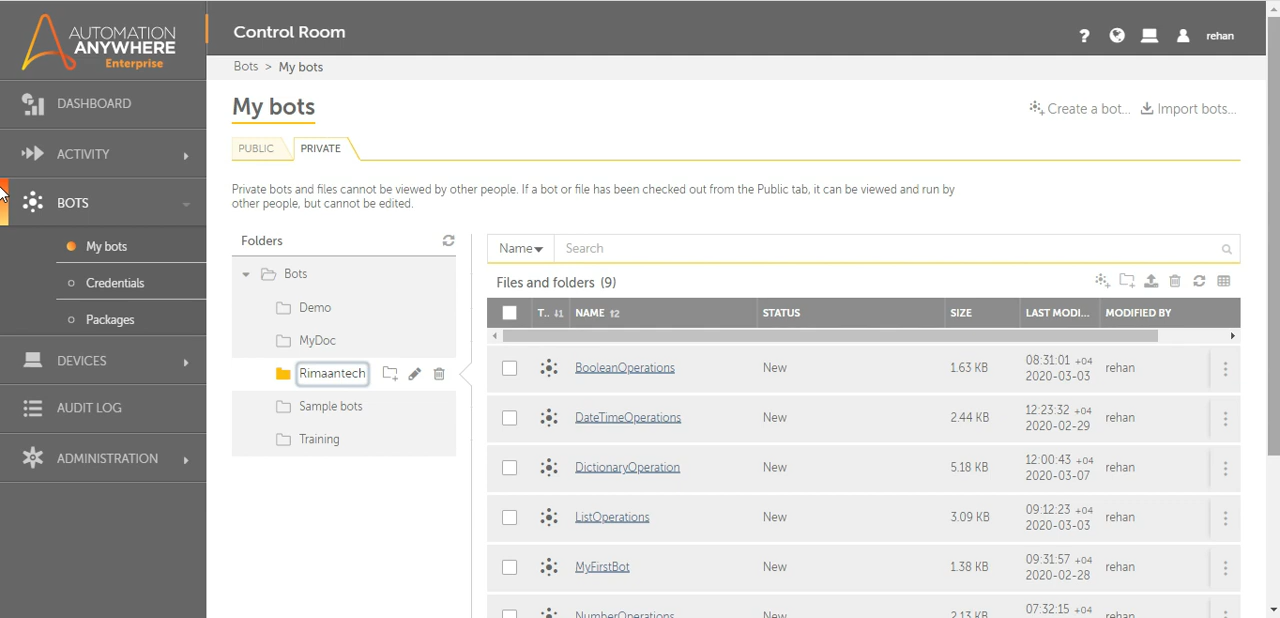 AUTOMATION
ANYWHERE
Enterprise
Control Room
? rehan
Bots > My bots
DASHBOARD
ACTIVITY
BOTS
My bots
Credentials
Packages
DEVICES
AUDIT LOG
ADMINISTRATION
My bots
Create a bot... Import bots...
PUBLIC PRIVATE
Private bots and files cannot be viewed by other people. If a bot or file has been checked out from the Public tab, it can be viewed and run by
other people, but cannot be edited.
Folders
Bots
Demo
MyDoc
Rimaantech
Sample bots
Training
Name Search
Files and folders (9)
T.. NAME STATUS SIZE LAST MODI... MODIFIED BY
BooleanOperations New 1.63 KB 08:31:01 +04 rehan
2020-03-03
DateTimeOperations New 2.44 KB 12:23:32 +04 rehan
2020-02-29
DictionaryOperation New 5.18 KB 12:00:43 +04 rehan
2020-03-07
ListOperations New 3.09 KB 09:12:23 +04 rehan
2020-03-03
MyFirstBot New 1.38 KB 09:31:57 +04 rehan
2020-02-28
NumberOperations New 2.13 KB 07:32:15 +04 rehan